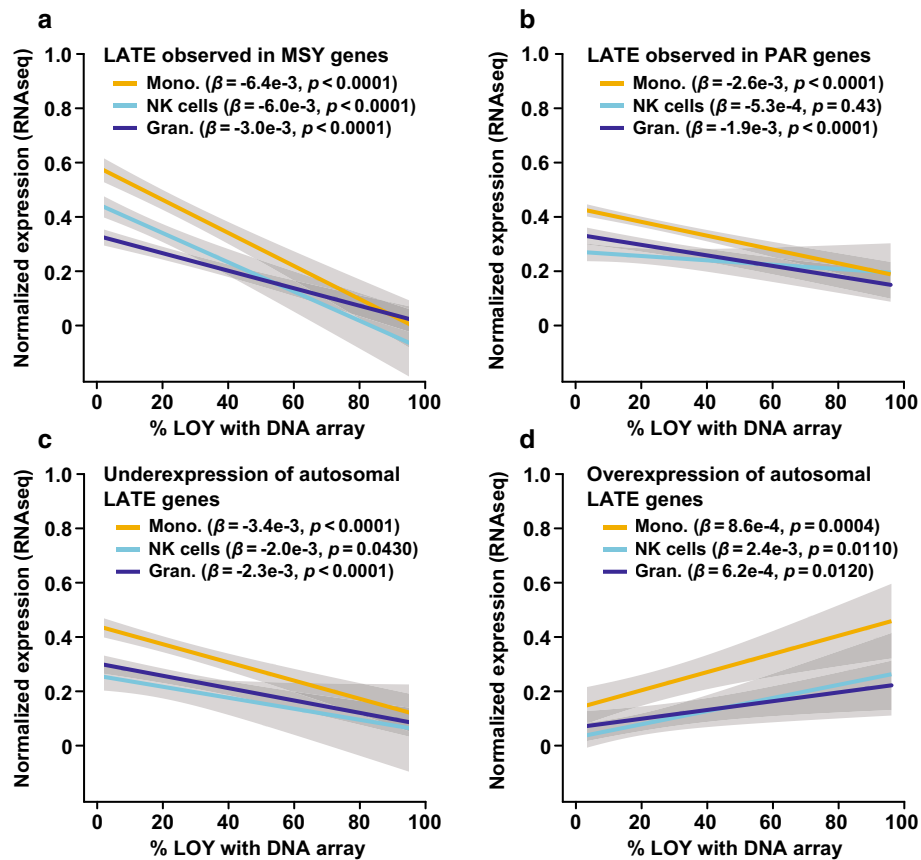 a
LATE observed in MSY genes
Mono. (β = -6.4e-3, p < 0.0001)
NK cells (β = -6.0e-3, p < 0.0001)
Gran. (β = -3.0e-3, p < 0.0001)
Normalized expression (RNAseq)
1.0
0.8
0.6
0.4
0.2
0
0 20 40 60 80 100
% LOY with DNA array
b
LATE observed in PAR genes
Mono. (β = -2.6e-3, p < 0.0001)
NK cells (β = -5.3e-4, p = 0.43)
Gran. (β = -1.9e-3, p < 0.0001)
Normalized expression (RNAseq)
1.0
0.8
0.6
0.4
0.2
0
0 20 40 60 80 100
% LOY with DNA array
c
Underexpression of autosomal
LATE genes
Mono. (β = -3.4e-3, p < 0.0001)
NK cells (β = -2.0e-3, p = 0.0430)
Gran. (β = -2.3e-3, p < 0.0001)
Normalized expression (RNAseq)
1.0
0.8
0.6
0.4
0.2
0
0 20 40 60 80 100
% LOY with DNA array
d
Overexpression of autosomal
LATE genes
Mono. (β = 8.6e-4, p = 0.0004)
NK cells (β = 2.4e-3, p = 0.0110)
Gran. (β = 6.2e-4, p = 0.0120)
Normalized expression (RNAseq)
1.0
0.8
0.6
0.4
0.2
0
0 20 40 60 80 100
% LOY with DNA array